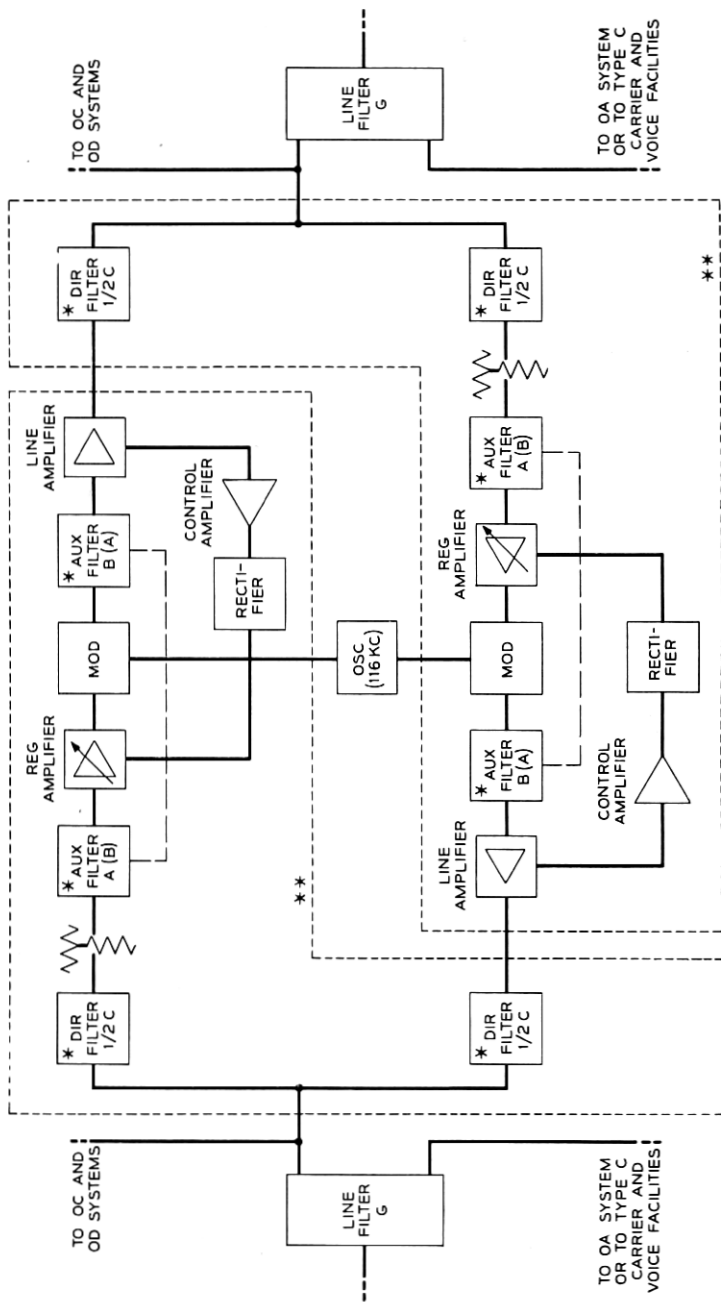 TO OC AND
OD SYSTEMS
LINE
FILTER
G
TO OA SYSTEM
OR TO TYPE C
CARRIER AND
VOICE FACILITIES
* DIR
FILTER
1/2 C
* AUX
FILTER
A (B)
REG
AMPLIFIER
MOD
* AUX
FILTER
B (A)
LINE
AMPLIFIER
* DIR
FILTER
1/2 C
CONTROL
AMPLIFIER
RECTI-
FIER
**
OSC
(116 KC)
* DIR
FILTER
1/2 C
LINE
AMPLIFIER
* AUX
FILTER
B (A)
MOD
REG
AMPLIFIER
* AUX
FILTER
A (B)
* DIR
FILTER
1/2 C
CONTROL
AMPLIFIER
RECTI-
FIER
**
TO OC AND
OD SYSTEMS
LINE
FILTER
G
TO OA SYSTEM
OR TO TYPE C
CARRIER AND
VOICE FACILITIES